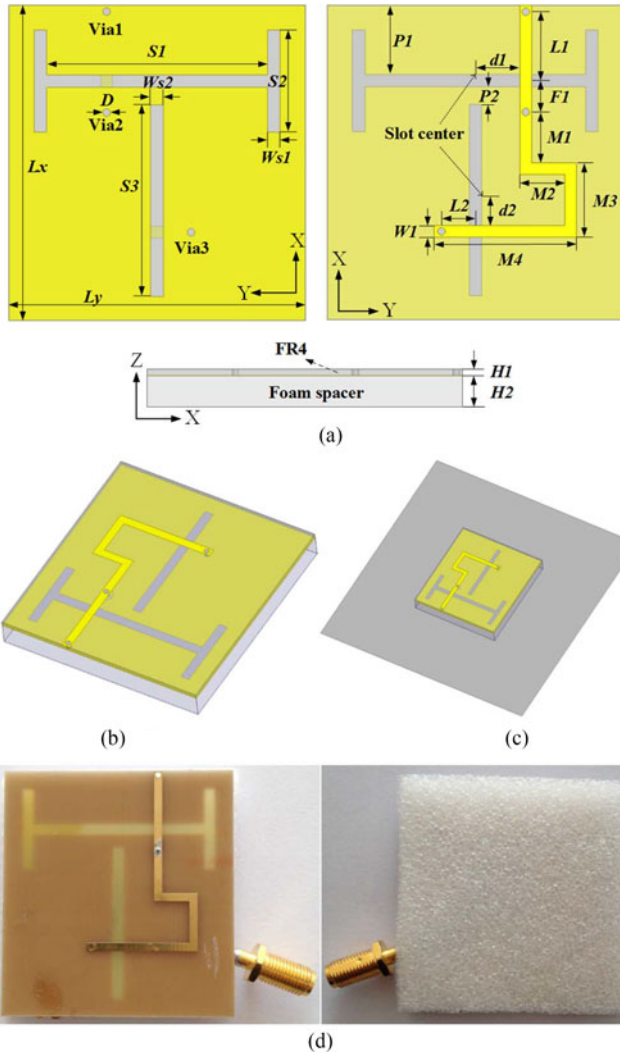 Via1
S1
Ws2
S2
D
Via2
Ws1
Lx
S3
Via3
X
Y
Ly
P1
d1
L1
P2
F1
Slot center
M1
M2
M3
L2
d2
W1
M4
X
Y
FR4
Z
H1
Foam spacer
H2
X
(a)
(b)
(c)
(d)